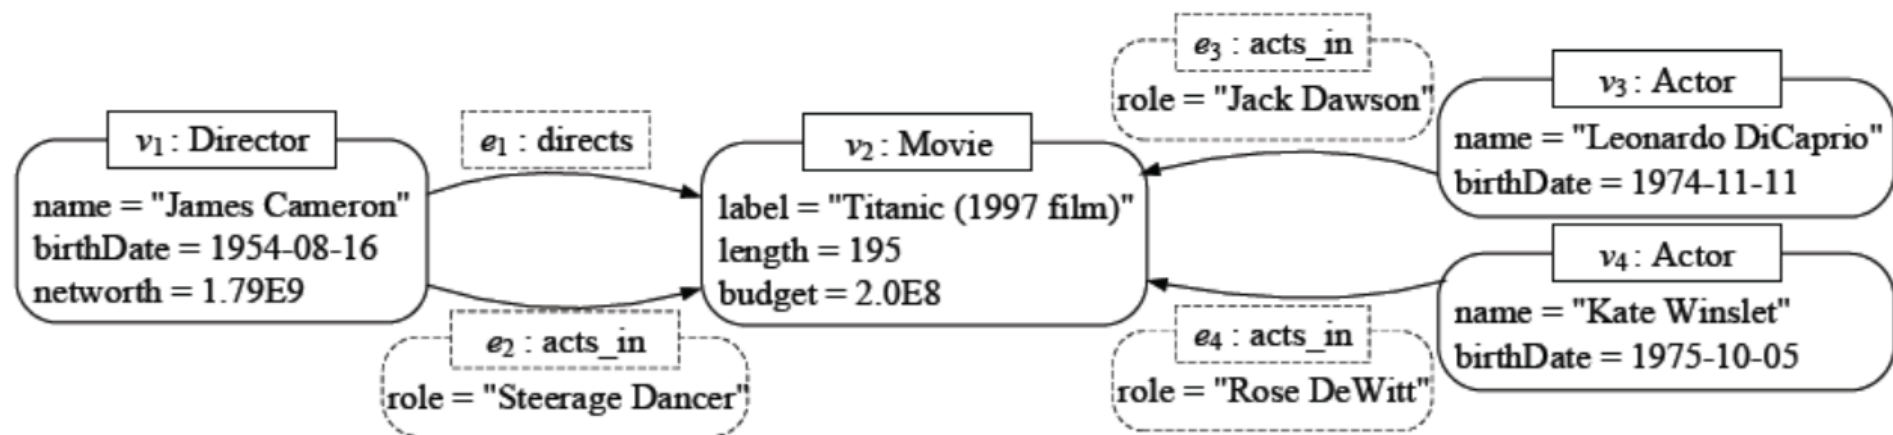 v1 : Director
name = "James Cameron"
birthDate = 1954-08-16
networth = 1.79E9
e1 : directs
e2 : acts_in
role = "Steerage Dancer"
v2 : Movie
label = "Titanic (1997 film)"
length = 195
budget = 2.0E8
e3 : acts_in
role = "Jack Dawson"
e4 : acts_in
role = "Rose DeWitt"
v3 : Actor
name = "Leonardo DiCaprio"
birthDate = 1974-11-11
v4 : Actor
name = "Kate Winslet"
birthDate = 1975-10-05